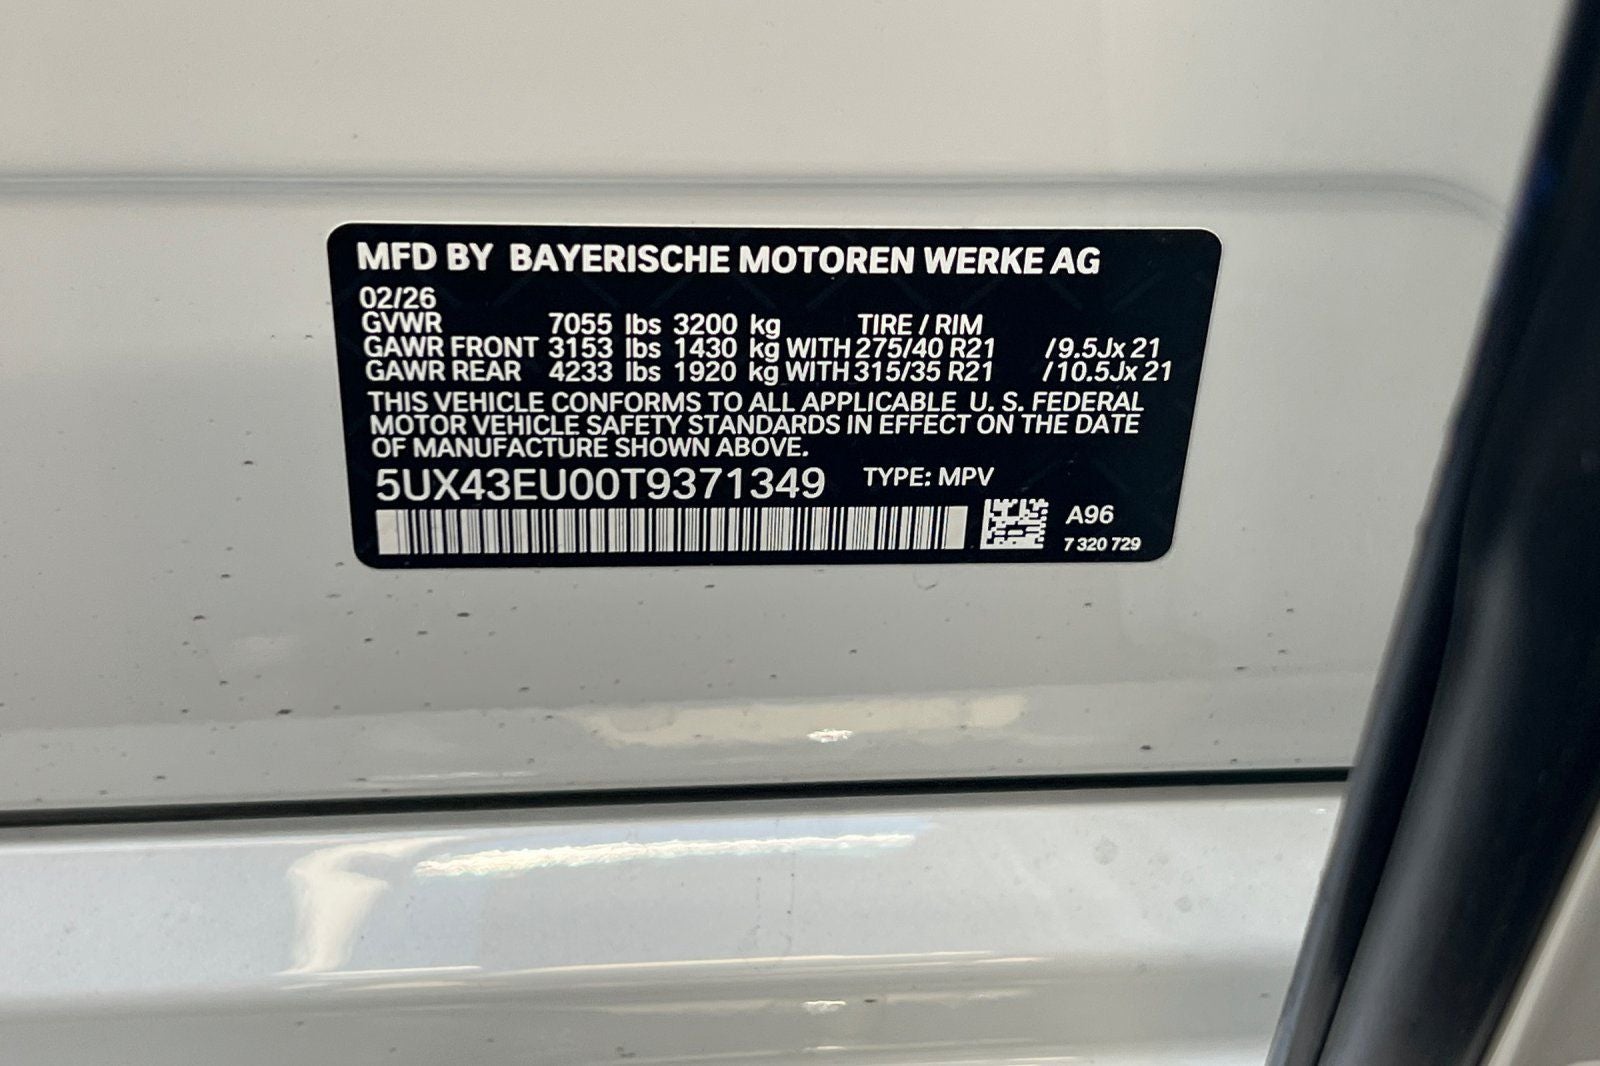 MFD BY BAYERISCHE MOTOREN WERKE AG
02/26
GVWR 7055 lbs 3200 kg TIRE / RIM
GAWR FRONT 3153 lbs 1430 kg WITH 275/40 R21 /9.5Jx 21
GAWR REAR 4233 lbs 1920 kg WITH 315/35 R21 /10.5Jx 21
THIS VEHICLE CONFORMS TO ALL APPLICABLE U. S. FEDERAL
MOTOR VEHICLE SAFETY STANDARDS IN EFFECT ON THE DATE
OF MANUFACTURE SHOWN ABOVE.
5UX43EU00T9371349 TYPE: MPV
A96
7 320 729